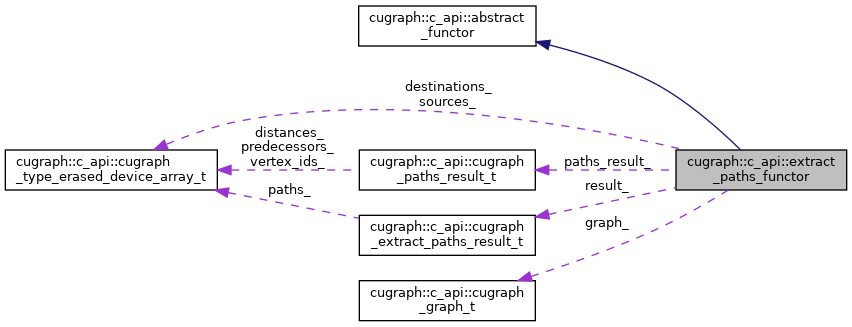 cugraph::c_api::abstract
_functor
destinations_
sources_
distances_
predecessors_
vertex_ids_
cugraph::c_api::cugraph
_type_erased_device_array_t
cugraph::c_api::cugraph
_paths_result_t
paths_result_
cugraph::c_api::extract
_paths_functor
paths_
result_
cugraph::c_api::cugraph
_extract_paths_result_t
graph_
cugraph::c_api::cugraph
_graph_t